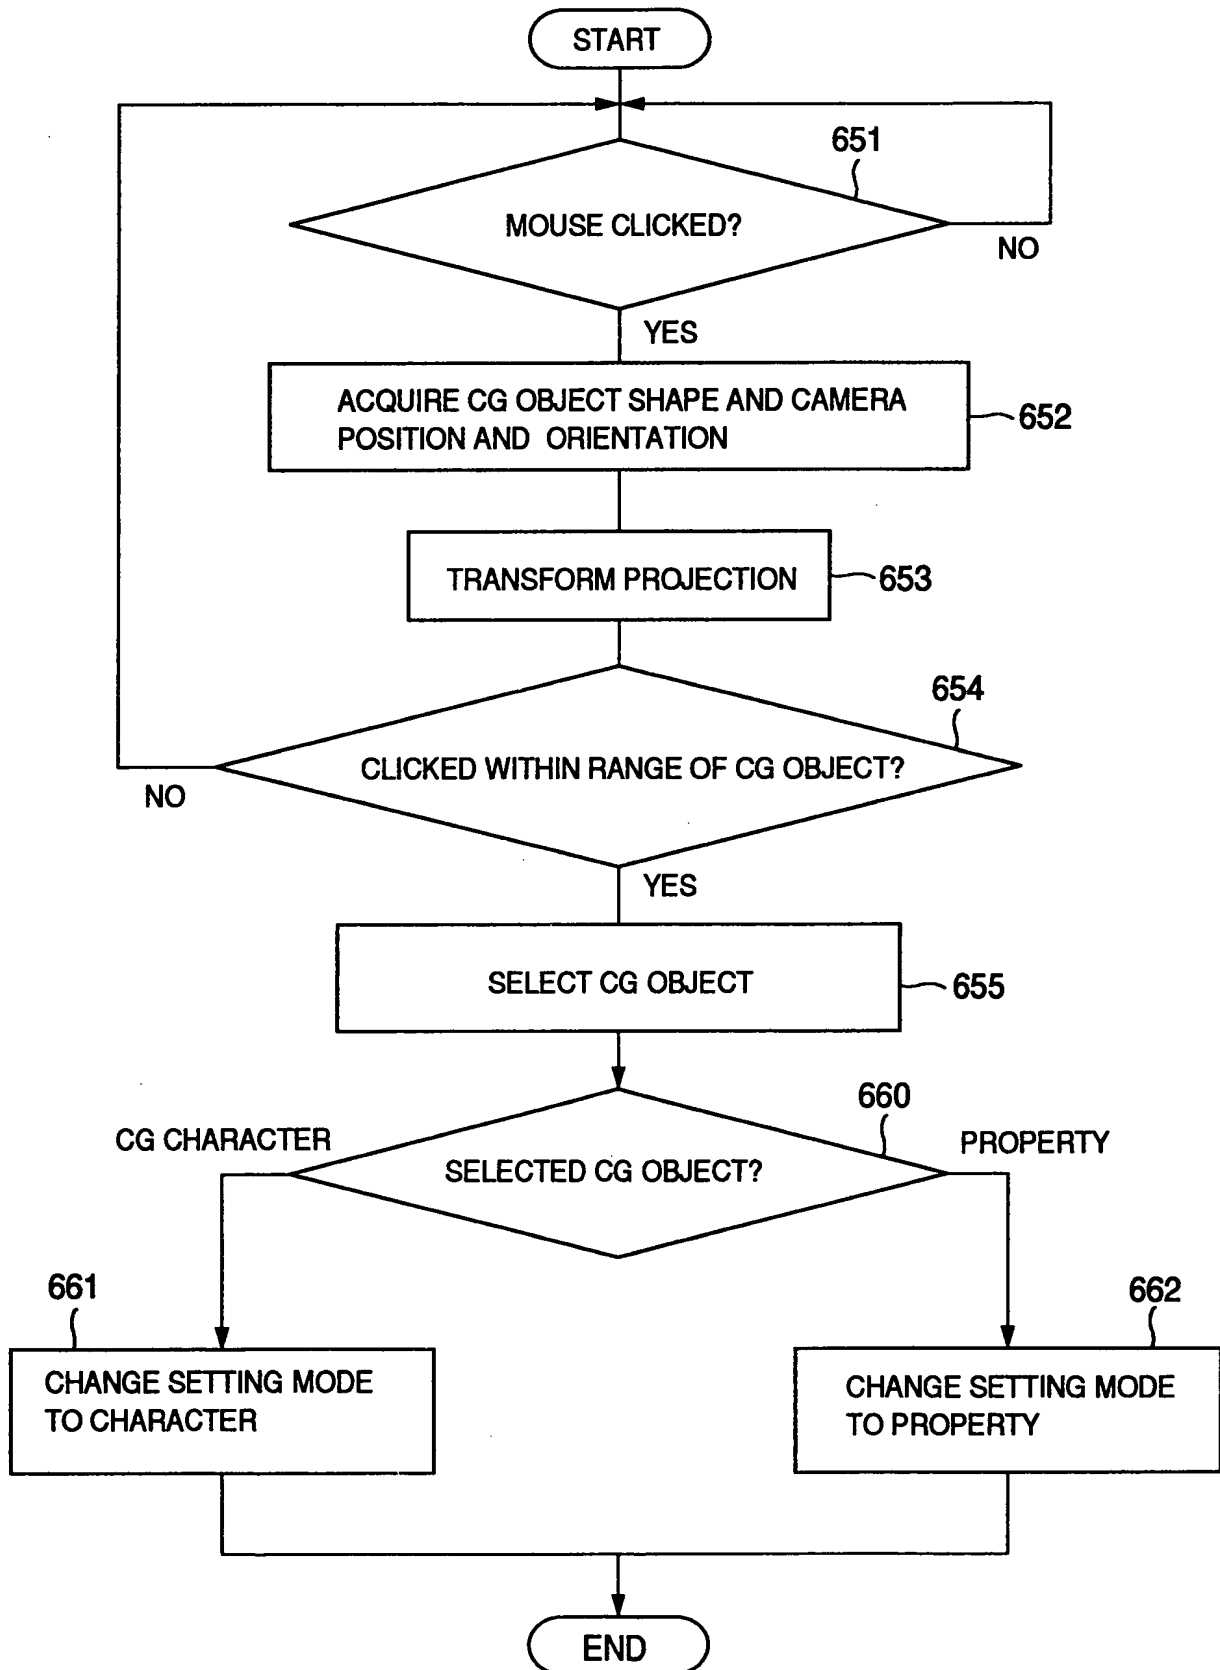 START
651
MOUSE CLICKED?
NO
YES
ACQUIRE CG OBJECT SHAPE AND CAMERA
POSITION AND ORIENTATION
652
TRANSFORM PROJECTION
653
654
CLICKED WITHIN RANGE OF CG OBJECT?
NO
YES
SELECT CG OBJECT
655
660
CG CHARACTER
PROPERTY
SELECTED CG OBJECT?
661
662
CHANGE SETTING MODE
TO CHARACTER
CHANGE SETTING MODE
TO PROPERTY
END